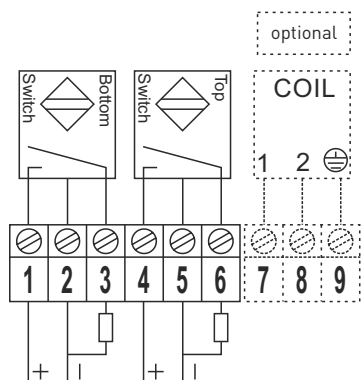 optional
Switch Bottom
Switch Top
COIL
1 2
1 2 3 4 5 6 7 8 9
+ − + −